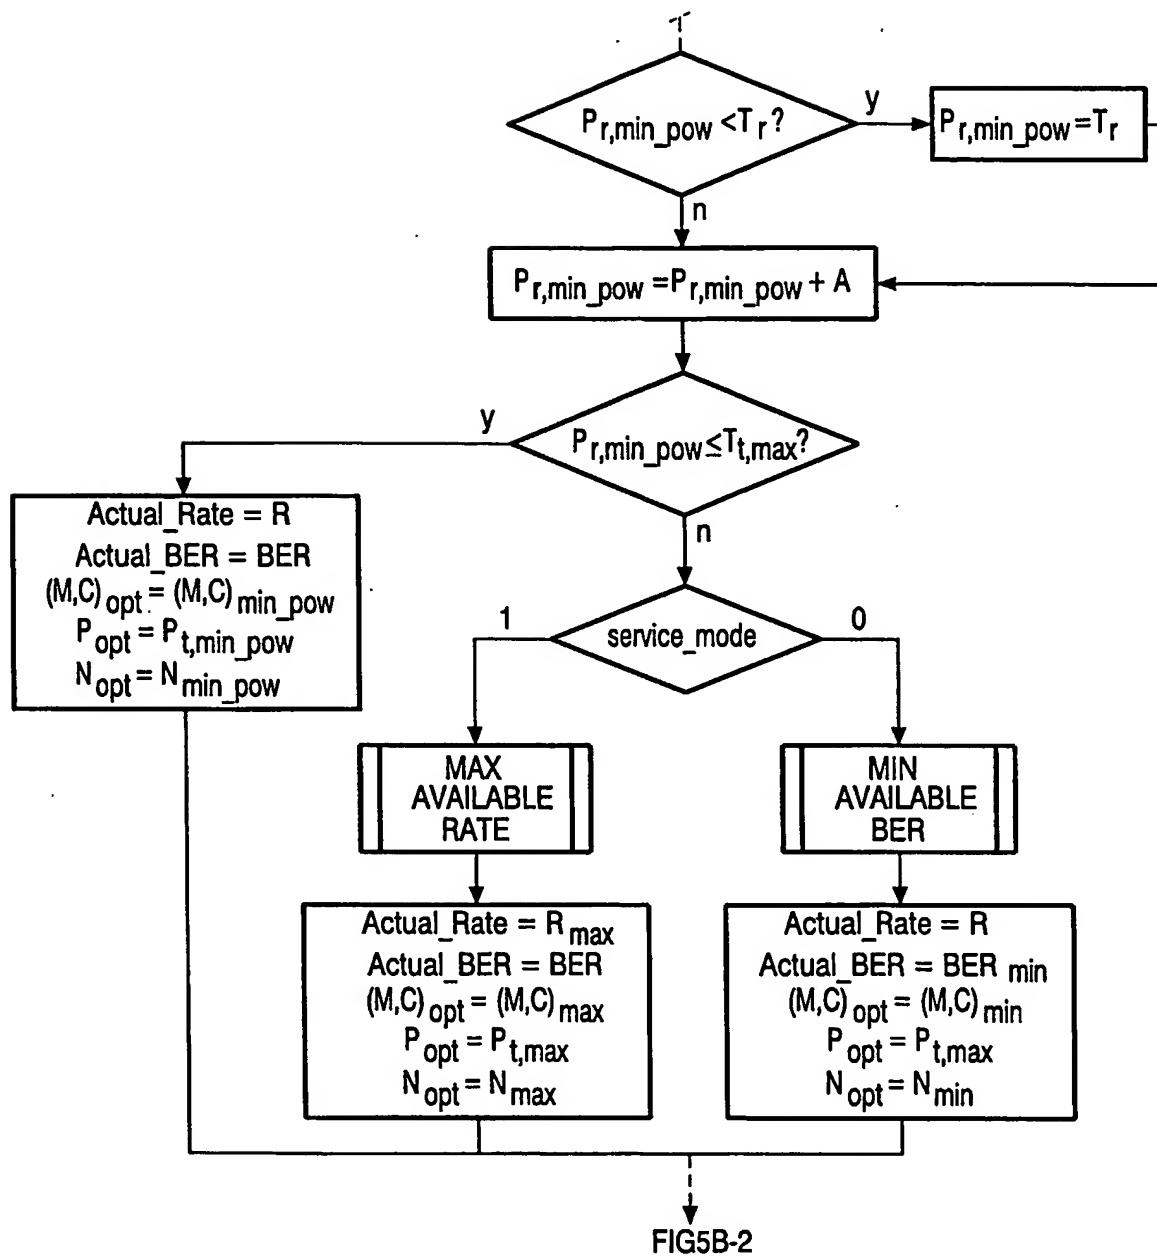 y
P r,min_pow <T r?
P r,min_pow =T r
n
P r,min_pow =P r,min_pow + A
y
P r,min_pow ≤T t,max?
n
Actual_Rate = R
Actual_BER = BER
(M,C) opt = (M,C) min_pow
P opt = P t,min_pow
N opt = N min_pow
1
service_mode
0
MAX
AVAILABLE
RATE
MIN
AVAILABLE
BER
Actual_Rate = R max
Actual_BER = BER
(M,C) opt = (M,C) max
P opt = P t,max
N opt = N max
Actual_Rate = R
Actual_BER = BER min
(M,C) opt = (M,C) min
P opt = P t,max
N opt = N min
FIG5B-2